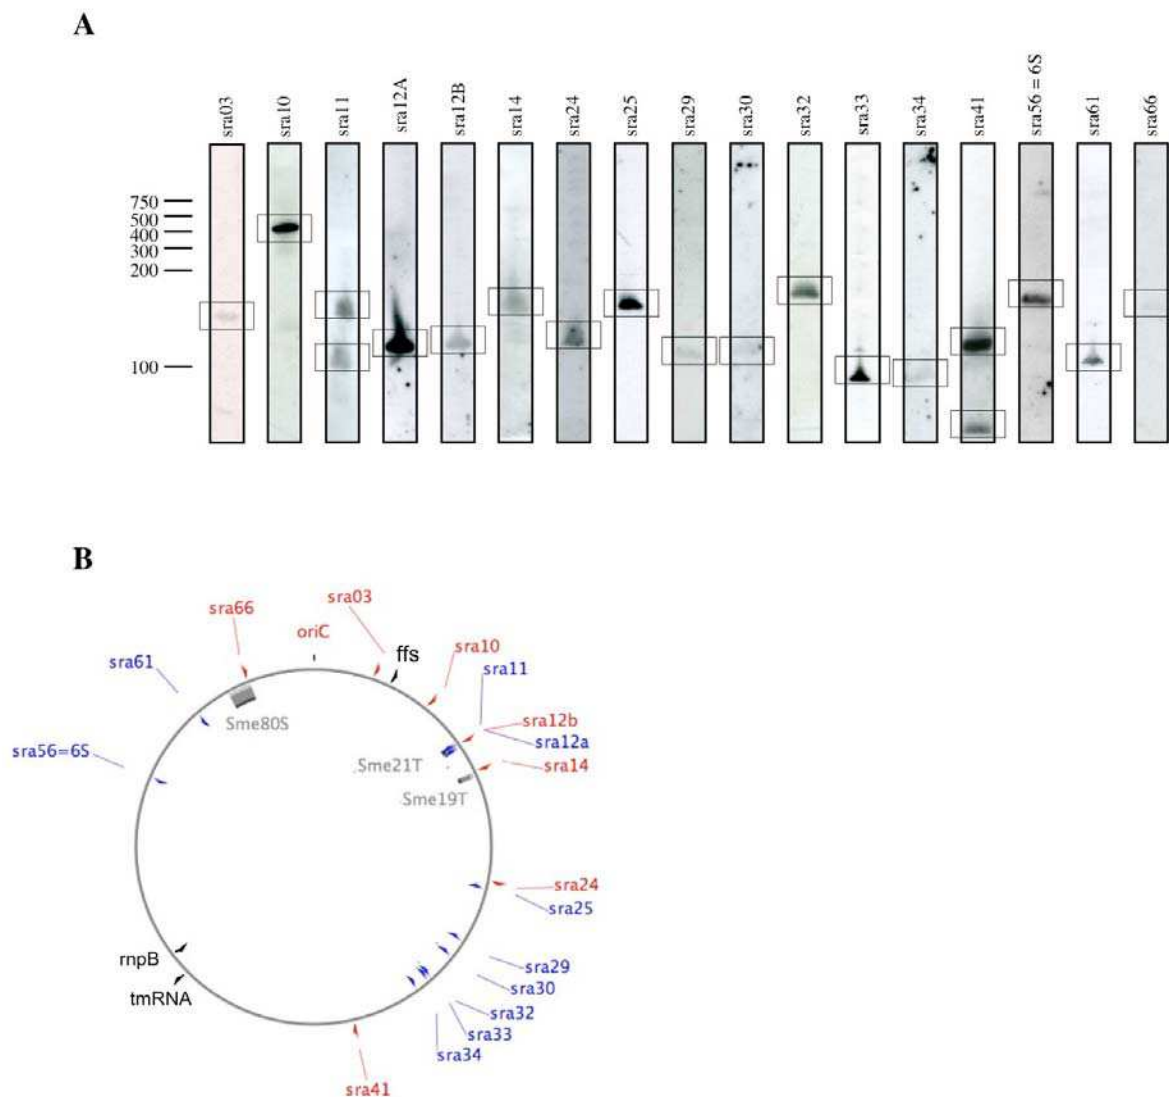 A
sra03
sra10
sra11
sra12A
sra12B
sra14
sra24
sra25
sra29
sra30
sra32
sra33
sra34
sra41
sra56 = 6S
sra61
sra66
750
500
400
300
200
100
B
sra66
sra03
oriC
ffs
sra10
sra61
sra11
Sme80S
sra12b
sra12a
sra56=6S
Sme21T
sra14
Sme19T
sra24
sra25
rnpB
sra29
tmRNA
sra30
sra32
sra33
sra34
sra41